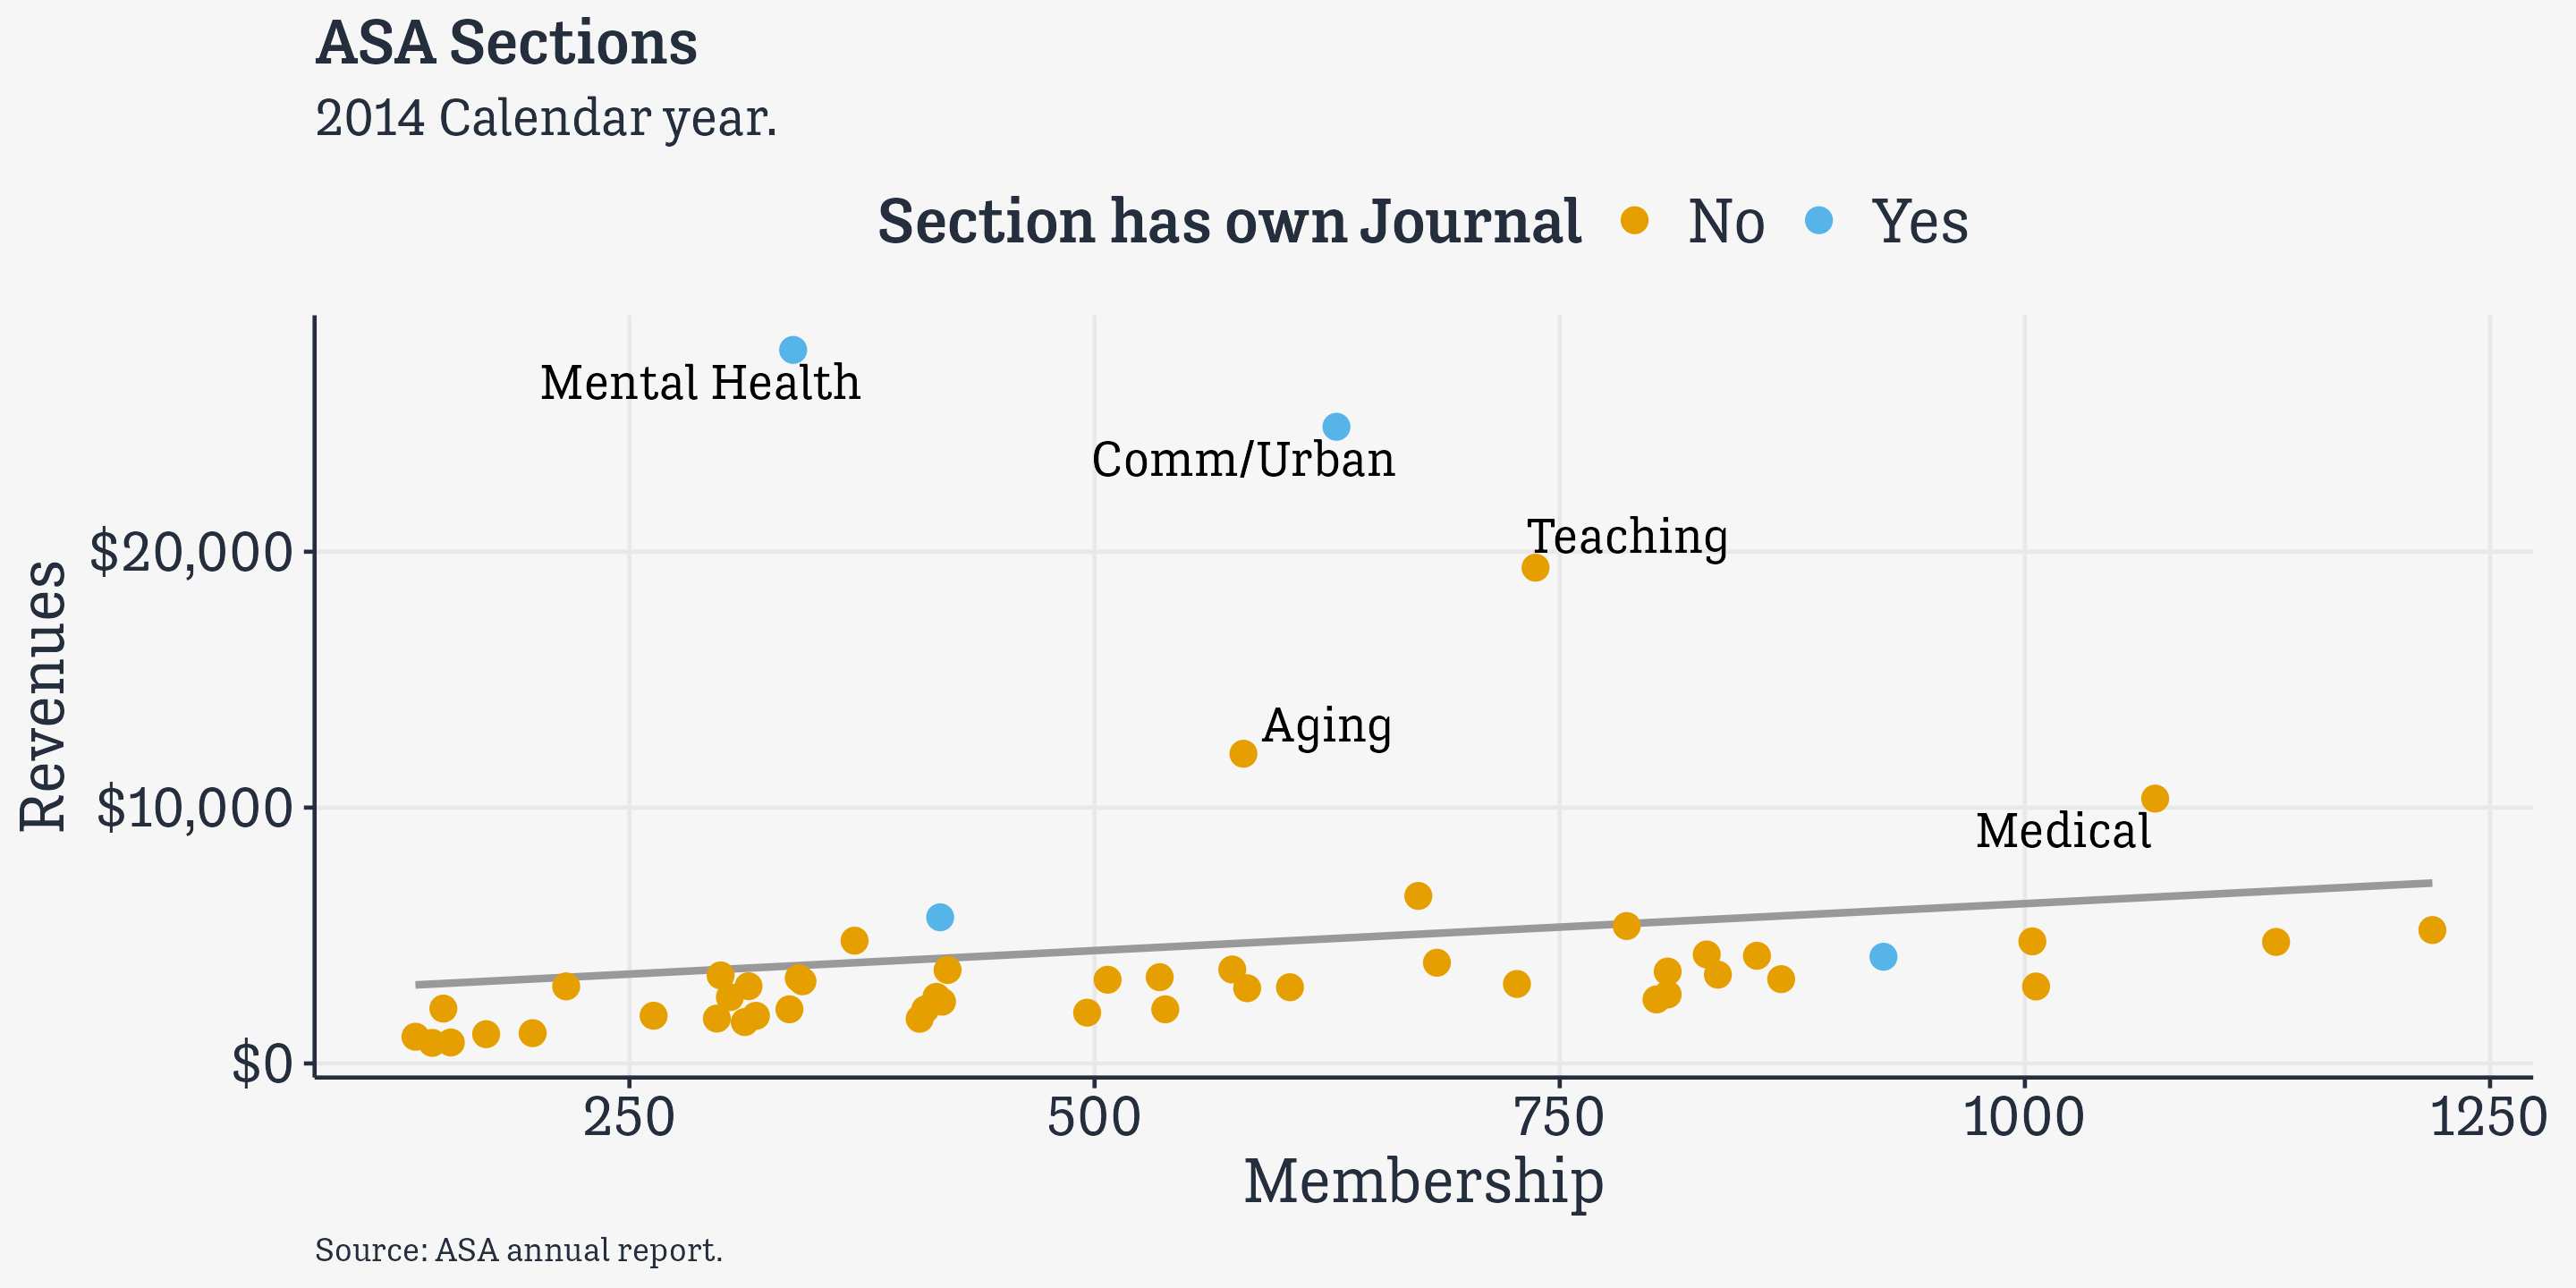 ASA Sections
2014 Calendar year.
Section has own Journal No Yes
Mental Health
Comm/Urban
Teaching
Aging
Medical
Revenues
$20,000
$10,000
$0
250 500 750 1000 1250
Membership
Source: ASA annual report.